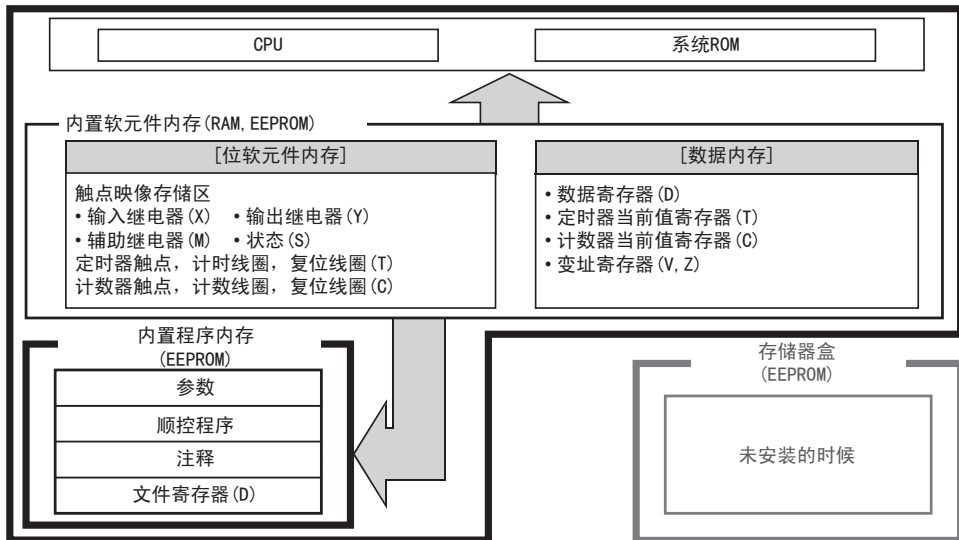 CPU
系统ROM
内置软元件内存(RAM, EEPROM)
[位软元件内存]
触点映像存储区
•输入继电器(X) •输出继电器(Y)
•辅助继电器(M) •状态(S)
定时器触点, 计时线圈, 复位线圈(T)
计数器触点, 计数线圈, 复位线圈(C)
[数据内存]
•数据寄存器(D)
•定时器当前值寄存器(T)
•计数器当前值寄存器(C)
•变址寄存器(V, Z)
内置程序内存
(EEPROM)
参数
顺控程序
注释
文件寄存器(D)
存储器盒
(EEPROM)
未安装的时候